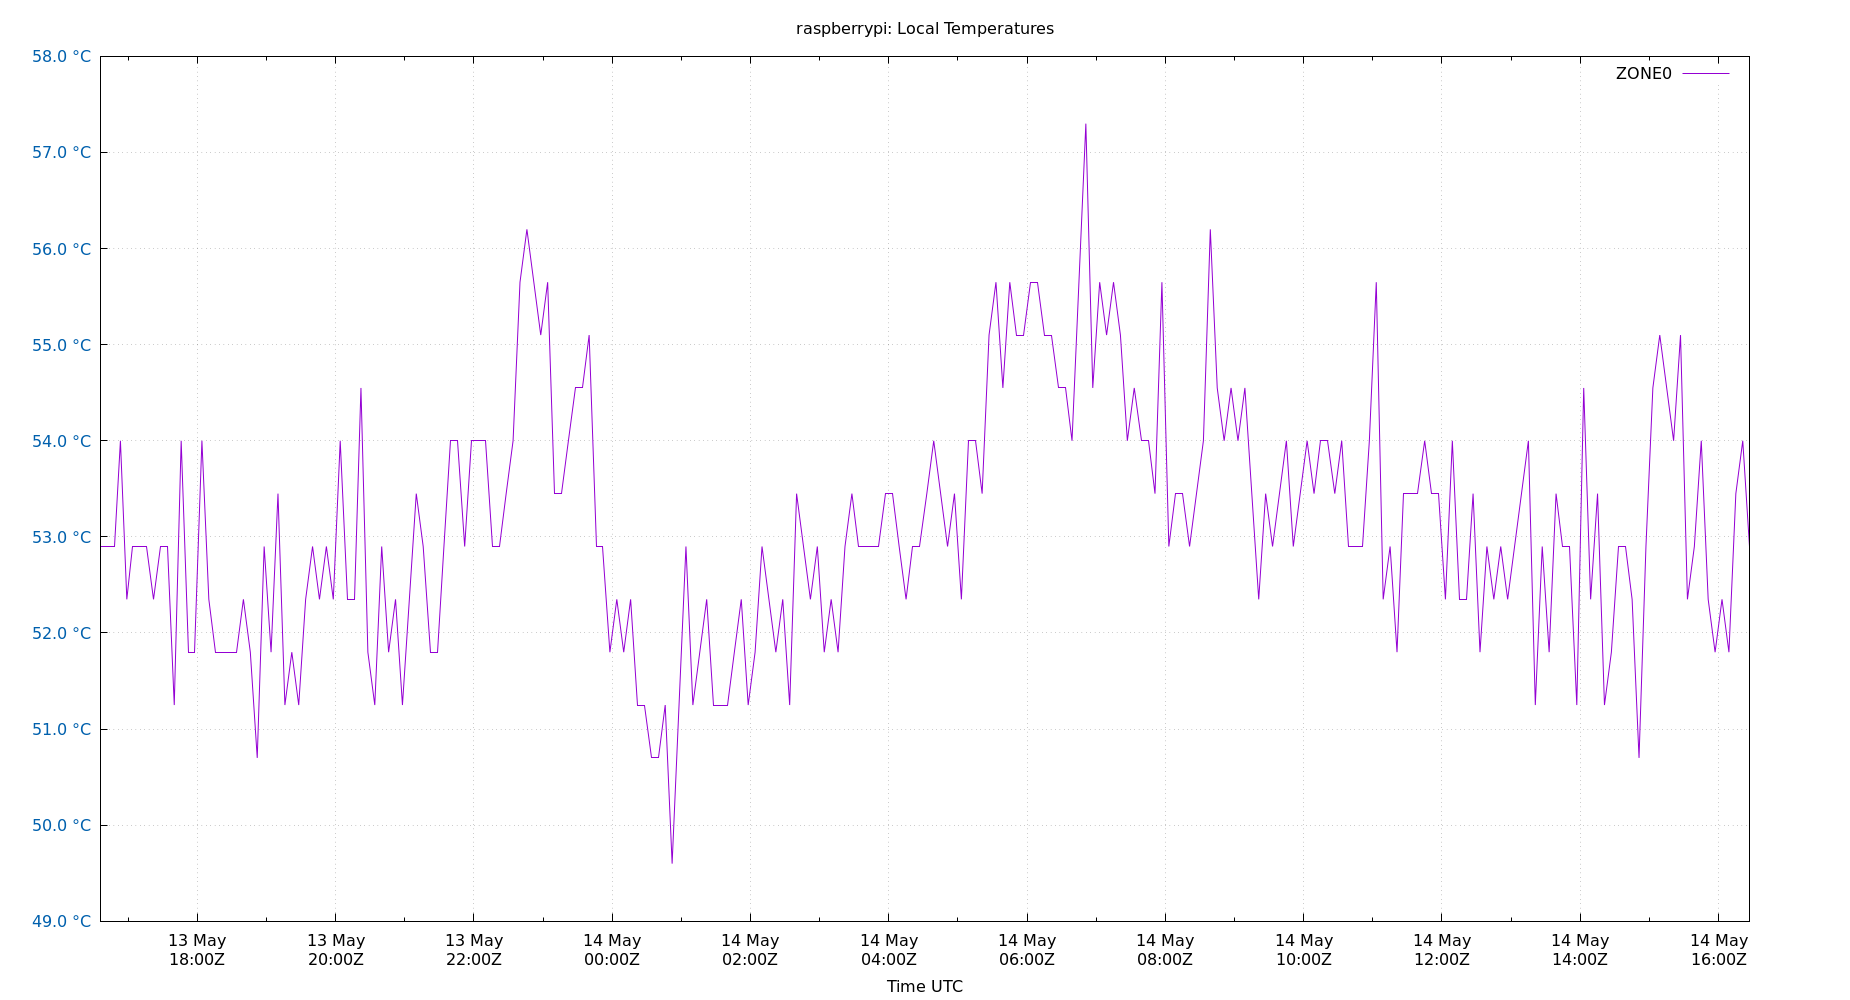 raspberrypi: Local Temperatures
58.0 °C
ZONE0
57.0 °C
56.0 °C
55.0 °C
54.0 °C
53.0 °C
52.0 °C
51.0 °C
50.0 °C
49.0 °C
13 May 13 May 13 May 14 May 14 May 14 May 14 May 14 May 14 May 14 May 14 May 14 May
18:00Z 20:00Z 22:00Z 00:00Z 02:00Z 04:00Z 06:00Z 08:00Z 10:00Z 12:00Z 14:00Z 16:00Z
Time UTC